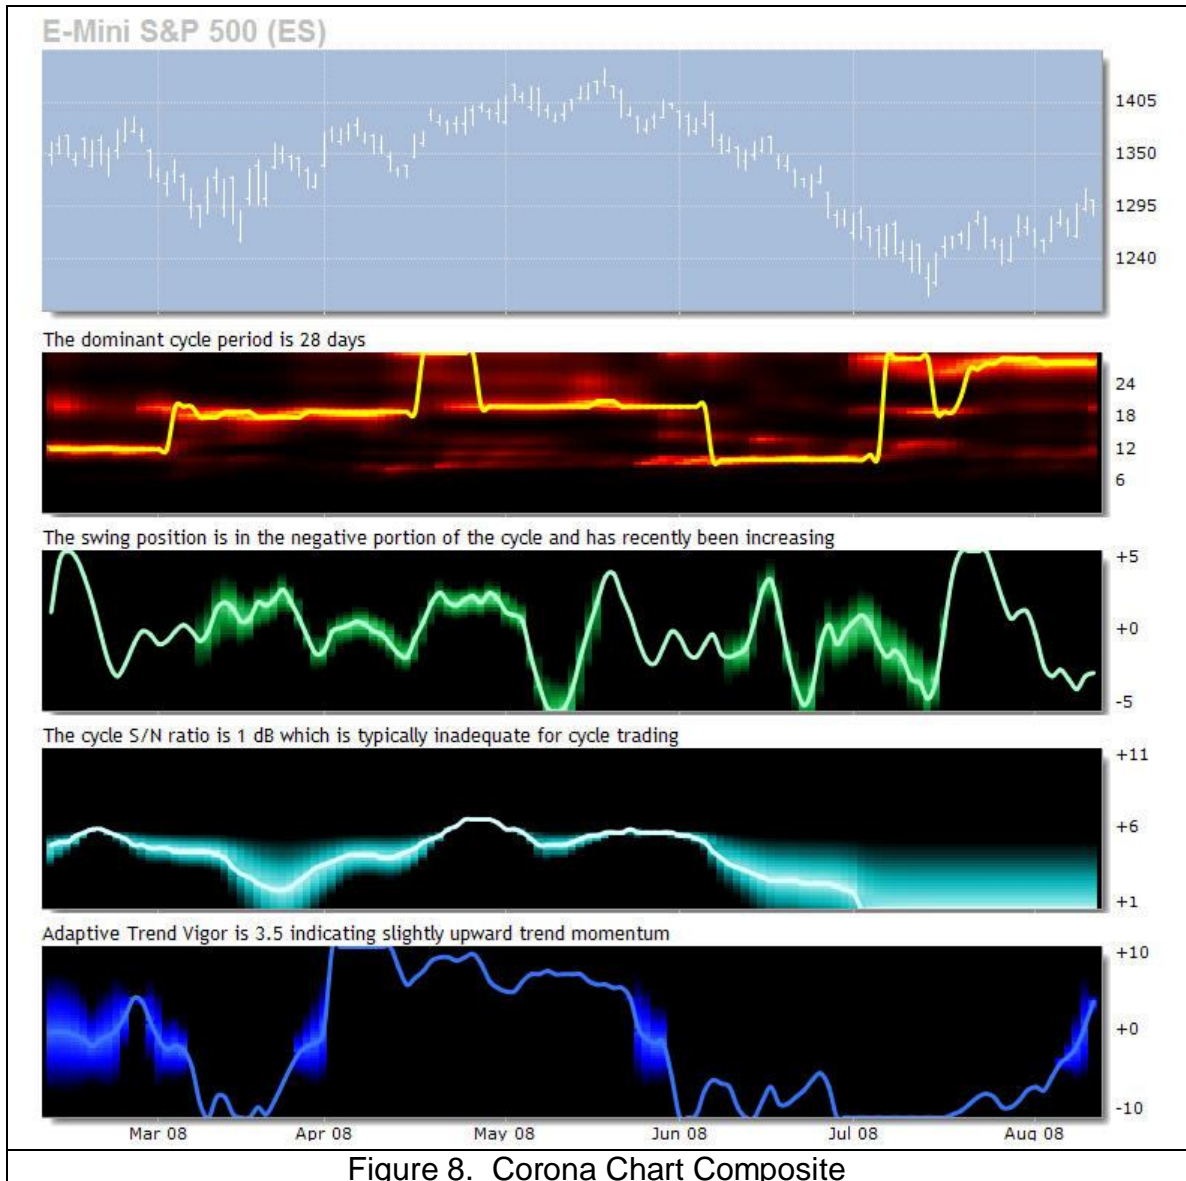 E-Mini S&P 500 (ES)
1405
1350
1295
1240
The dominant cycle period is 28 days
24
18
12
6
The swing position is in the negative portion of the cycle and has recently been increasing
+5
+0
-5
The cycle S/N ratio is 1 dB which is typically inadequate for cycle trading
+11
+6
+1
Adaptive Trend Vigor is 3.5 indicating slightly upward trend momentum
+10
+0
-10
Mar 08 Apr 08 May 08 Jun 08 Jul 08 Aug 08
Figure 8. Corona Chart Composite